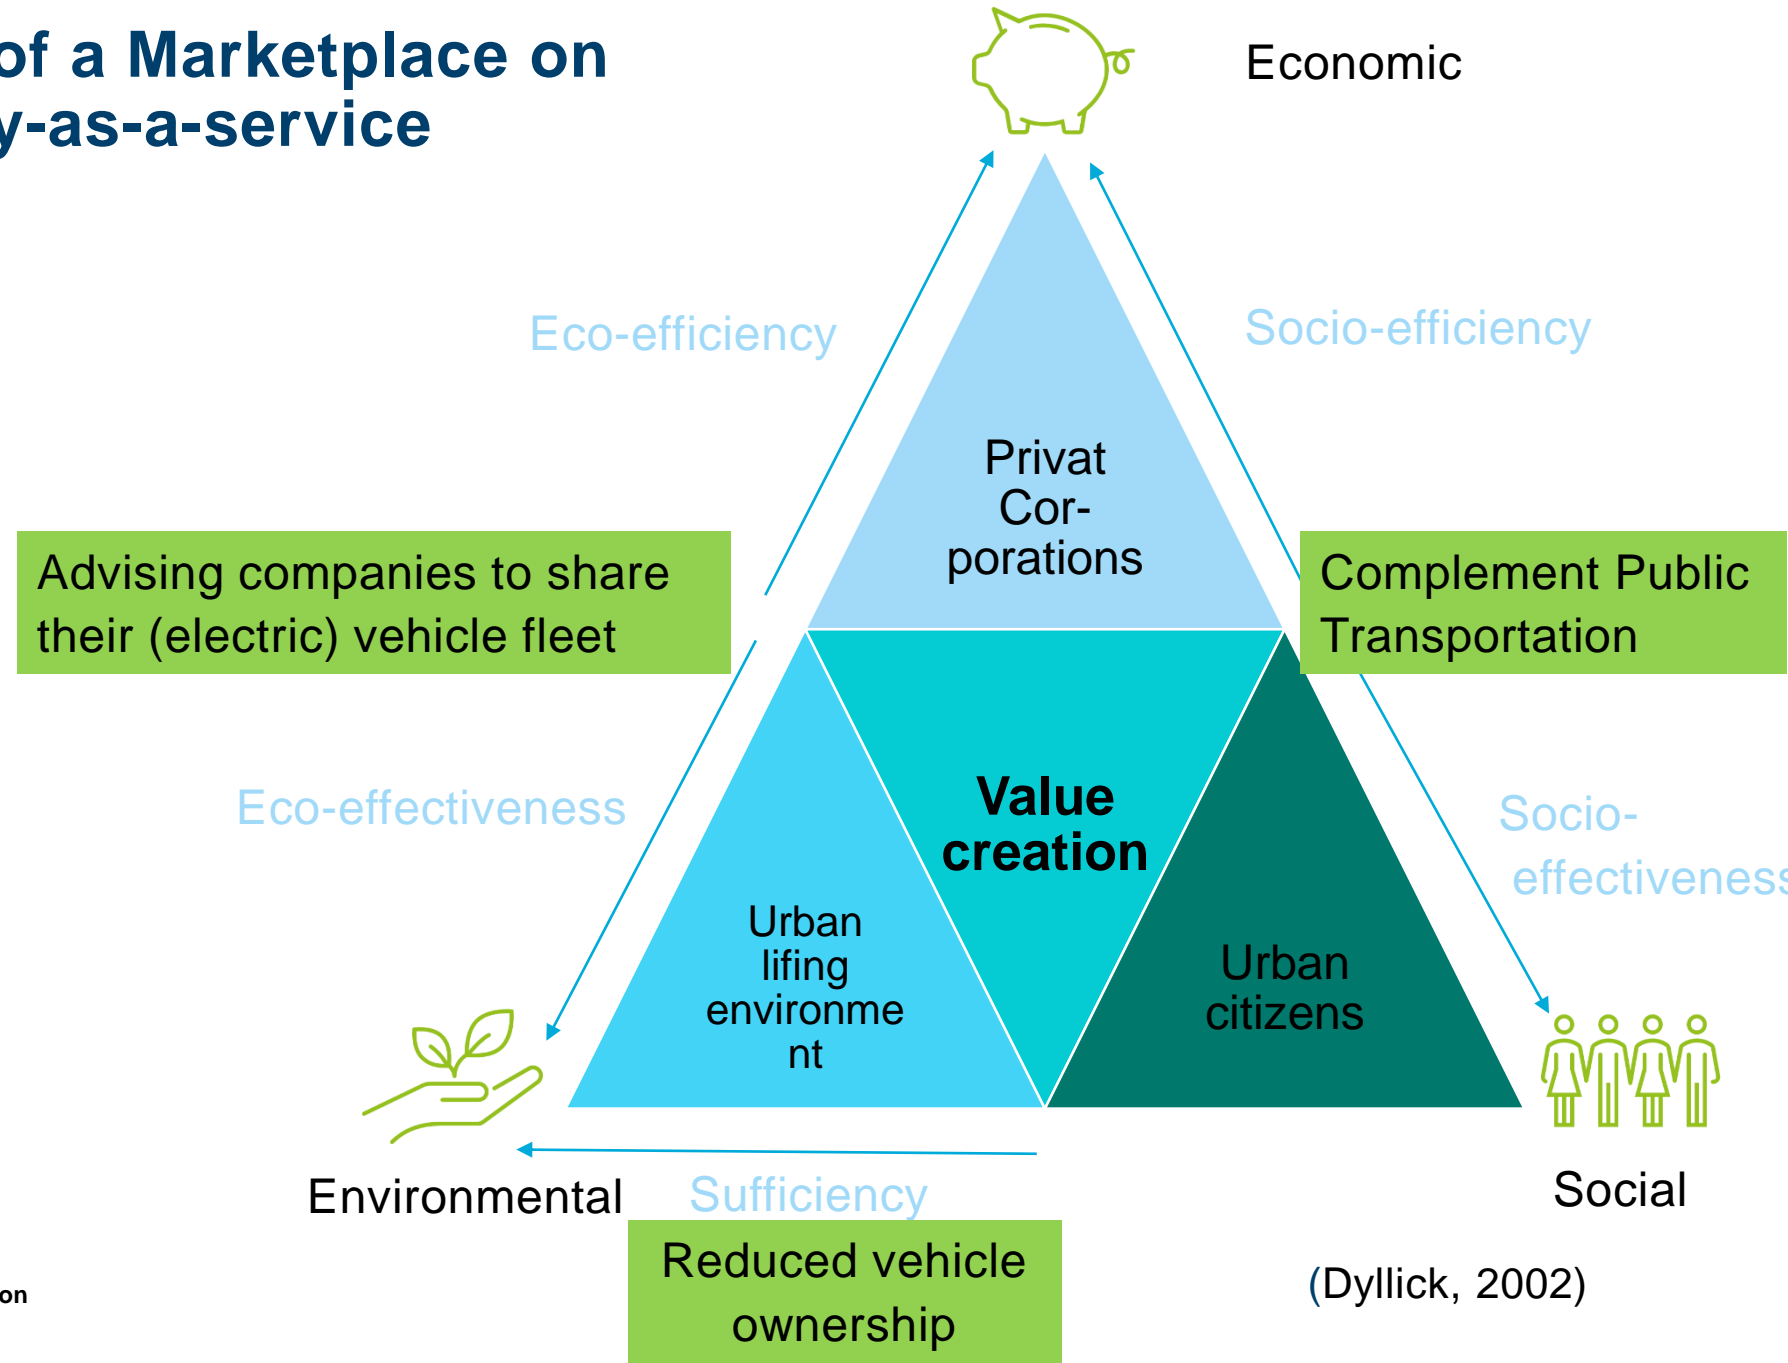 of a Marketplace on
y-as-a-service
Economic
Eco-efficiency
Socio-efficiency
Privat
Cor-
porations
Advising companies to share
their (electric) vehicle fleet
Complement Public
Transportation
Eco-effectiveness
Value
creation
Socio-
effectiveness
Urban
lifing
environme
nt
Urban
citizens
Environmental
Sufficiency
Social
Reduced vehicle
ownership
(Dyllick, 2002)
on